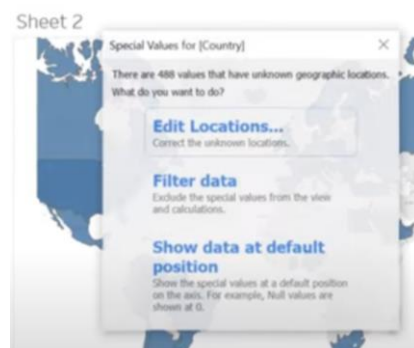 Sheet 2
Special Values for [Country]
There are 488 values that have unknown geographic locations.
What do you want to do?
Edit Locations...
Correct the unknown locations.
Filter data
Exclude the special values from the view
and calculations.
Show data at default
position
Show the special values at a default position
on the axis. For example, Null values are
shown at 0.